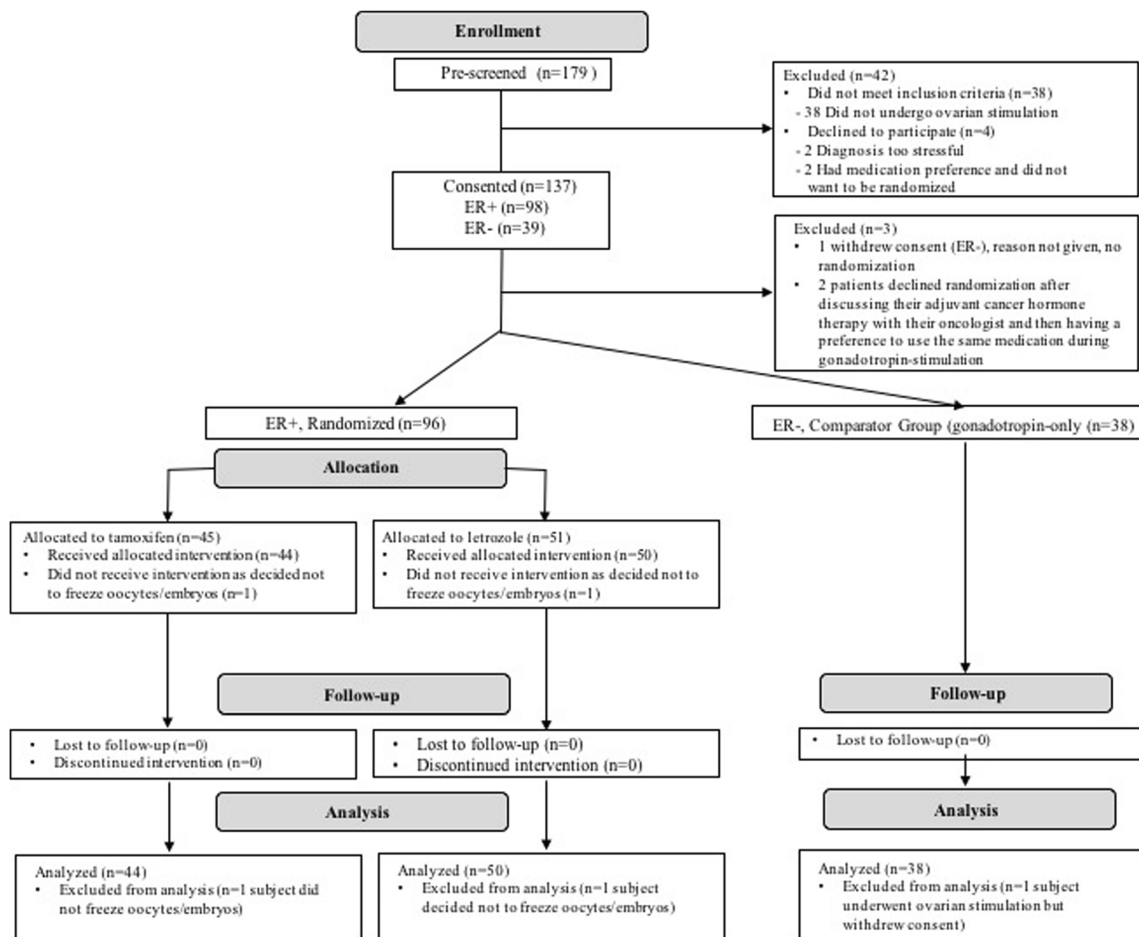 Enrollment
Pre-screened (n=179 )
Excluded (n=42)
• Did not meet inclusion criteria (n=38)
- 38 Did not undergo ovarian stimulation
• Declined to participate (n=4)
- 2 Diagnosis too stressful
- 2 Had medication preference and did not
want to be randomized
Consented (n=137)
ER+ (n=98)
ER- (n=39)
Excluded (n=3)
• 1 withdrew consent (ER-), reason not given, no
randomization
• 2 patients declined randomization after
discussing their adjuvant cancer hormone
therapy with their oncologist and then having a
preference to use the same medication during
gonadotropin-stimulation
ER+, Randomized (n=96)
ER-, Comparator Group (gonadotropin-only (n=38)
Allocation
Allocated to tamoxifen (n=45)
• Received allocated intervention (n=44)
• Did not receive intervention as decided not
to freeze oocytes/embryos (n=1)
Allocated to letrozole (n=51)
• Received allocated intervention (n=50)
• Did not receive intervention as decided not to
freeze oocytes/embryos (n=1)
Follow-up
Follow-up
• Lost to follow-up (n=0)
• Discontinued intervention (n=0)
• Lost to follow-up (n=0)
• Discontinued intervention (n=0)
• Lost to follow-up (n=0)
Analysis
Analysis
Analyzed (n=44)
• Excluded from analysis (n=1 subject did
not freeze oocytes/embryos)
Analyzed (n=50)
• Excluded from analysis (n=1 subject
decided not to freeze oocytes/embryos)
Analyzed (n=38)
• Excluded from analysis (n=1 subject
underwent ovarian stimulation but
withdrew consent)